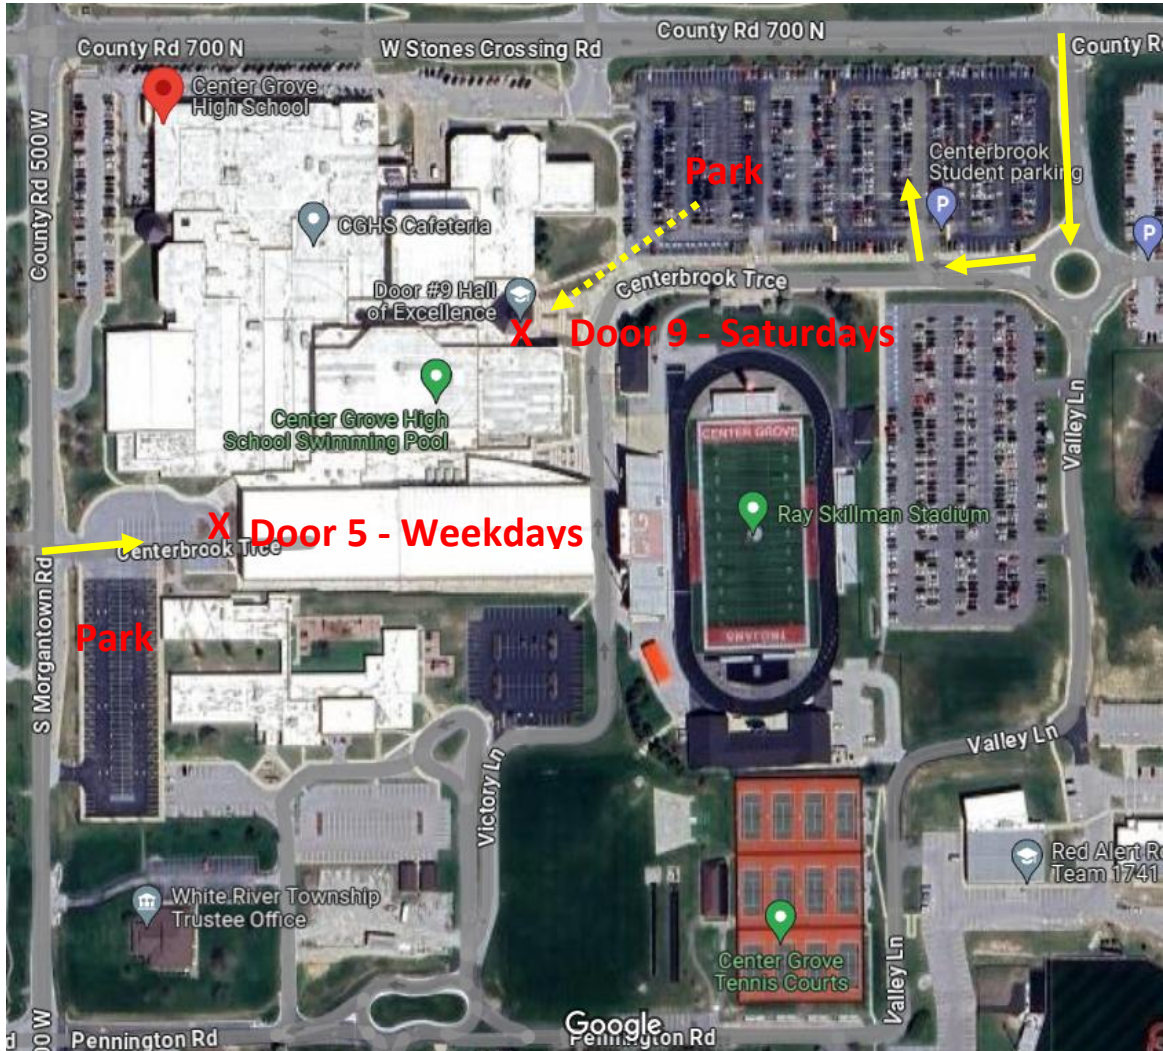 County Rd 700 N
W Stones Crossing Rd
County Rd 700 N
County R
Center Grove
High School
County Rd 500 W
Park
Centerbrook
Student parking
P
P
CGHS Cafeteria
Door #9 Hall
of Excellence
Centerbrook Trce
X Door 9 - Saturdays
CENTER GROVE
Center Grove High
School Swimming Pool
Valley Ln
X Door 5 - Weekdays
Ray Skillman Stadium
Centerbrook Trce
S Morgantown Rd
Park
TROJANS
Valley Ln
Victory Ln
Red Alert Ro
Team 1741
White River Township
Trustee Office
Center Grove
Tennis Courts
Valley Ln
00 W
d
Pennington Rd
Google
Pennington Rd